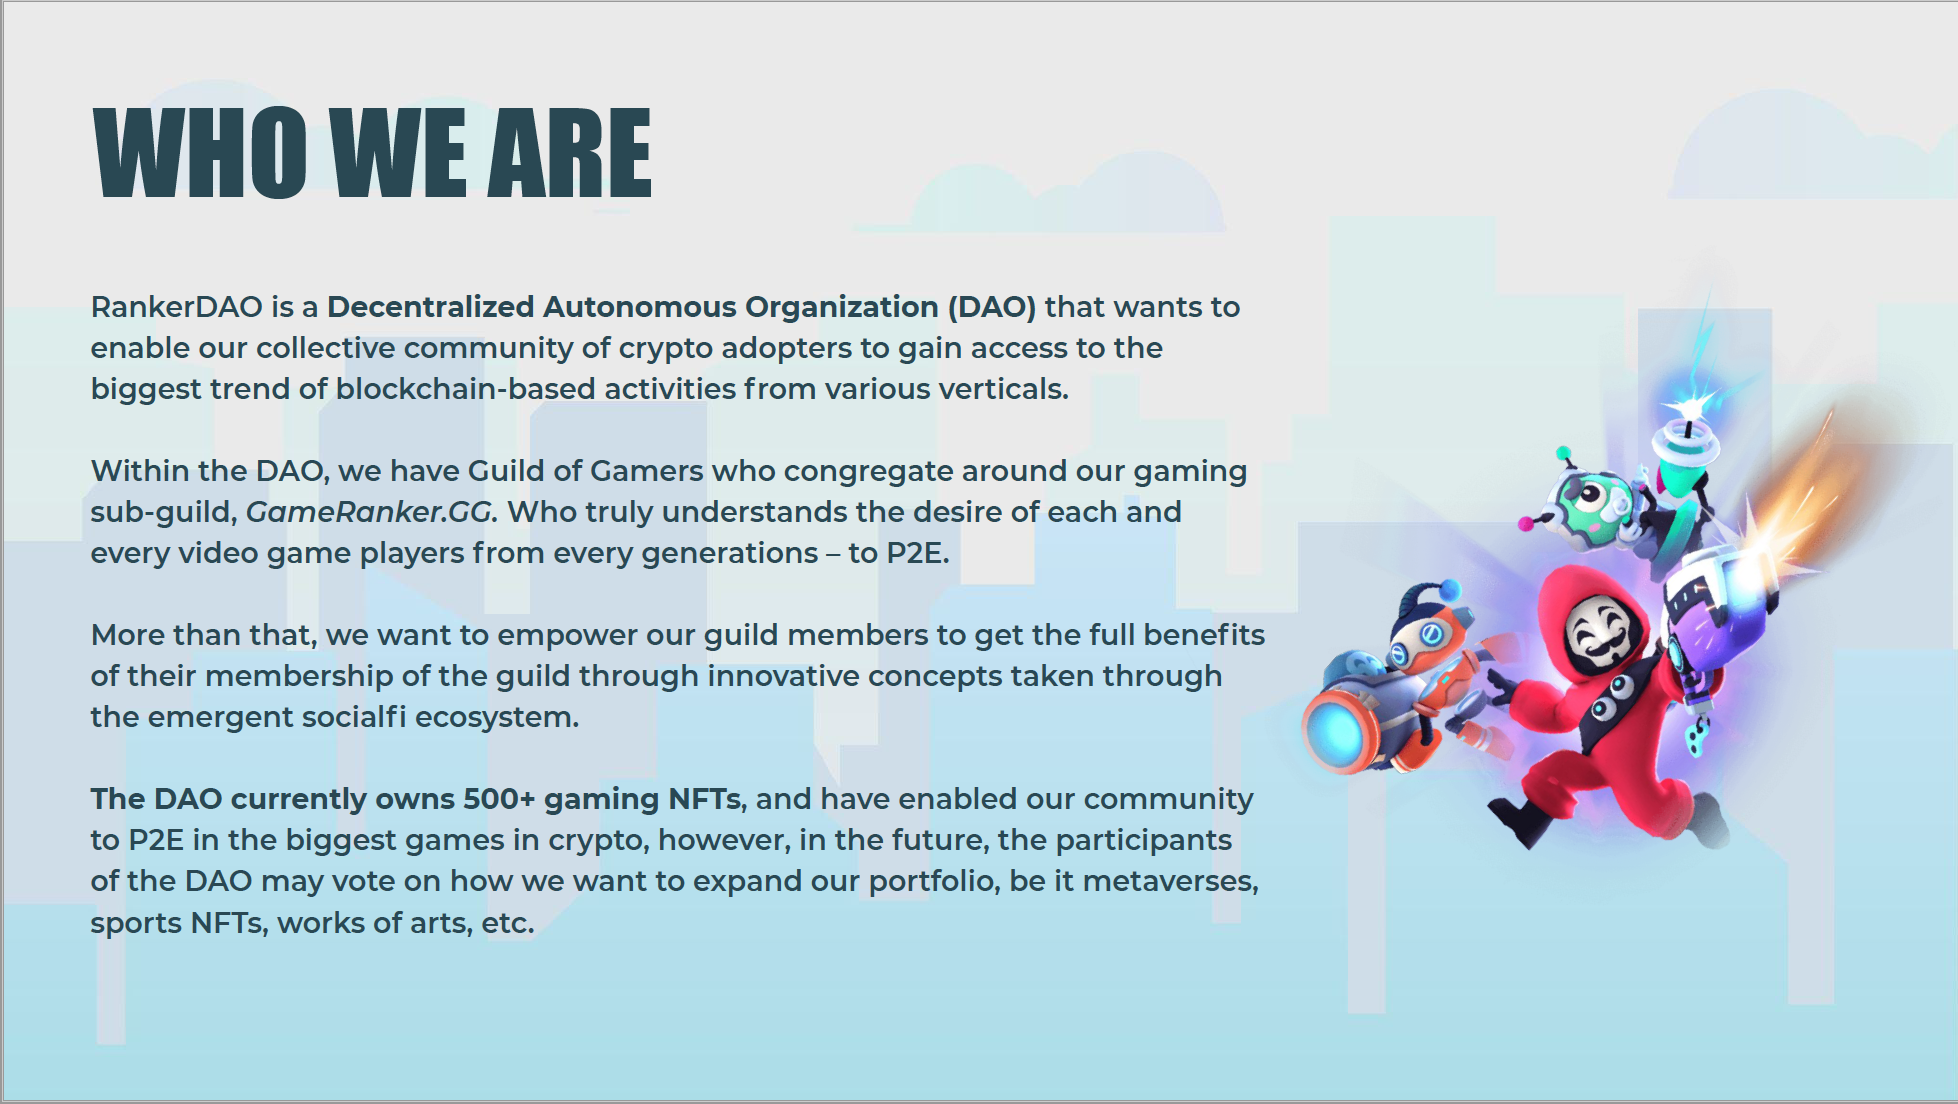 WHO WE ARE
RankerDAO is a Decentralized Autonomous Organization (DAO) that wants to
enable our collective community of crypto adopters to gain access to the
biggest trend of blockchain-based activities from various verticals.
Within the DAO, we have Guild of Gamers who congregate around our gaming
sub-guild, GameRanker.GG. Who truly understands the desire of each and
every video game players from every generations – to P2E.
More than that, we want to empower our guild members to get the full benefits
of their membership of the guild through innovative concepts taken through
the emergent socialfi ecosystem.
The DAO currently owns 500+ gaming NFTs, and have enabled our community
to P2E in the biggest games in crypto, however, in the future, the participants
of the DAO may vote on how we want to expand our portfolio, be it metaverses,
sports NFTs, works of arts, etc.